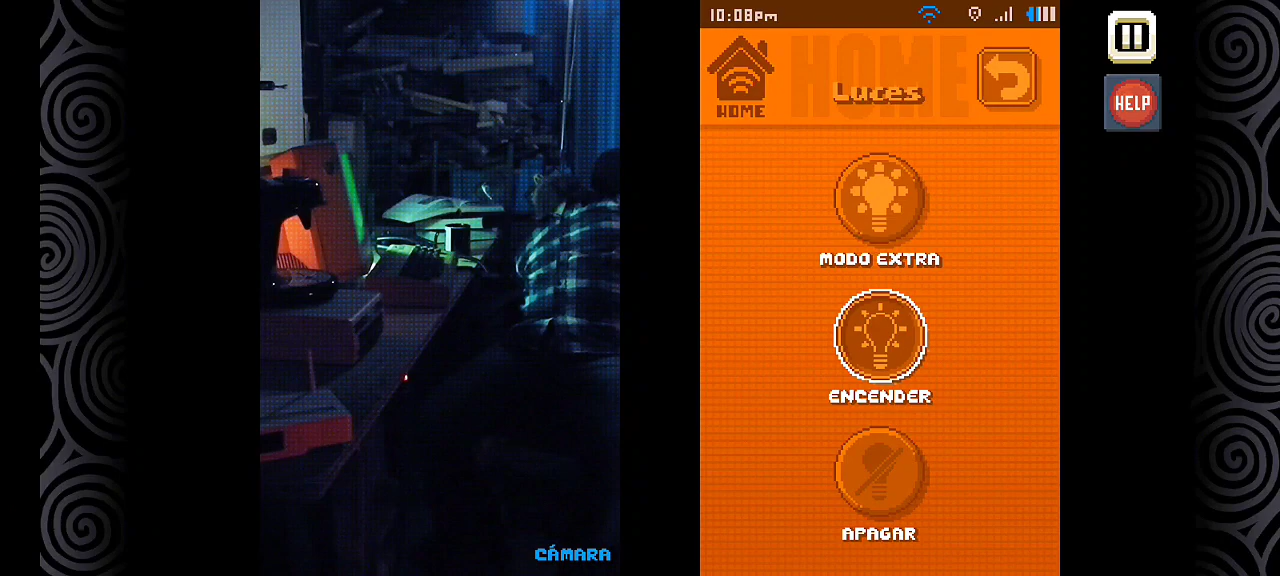 10:08pm
HOME
Luces
HOME
HELP
MODO EXTRA
ENCENDER
APAGAR
CÁMARA